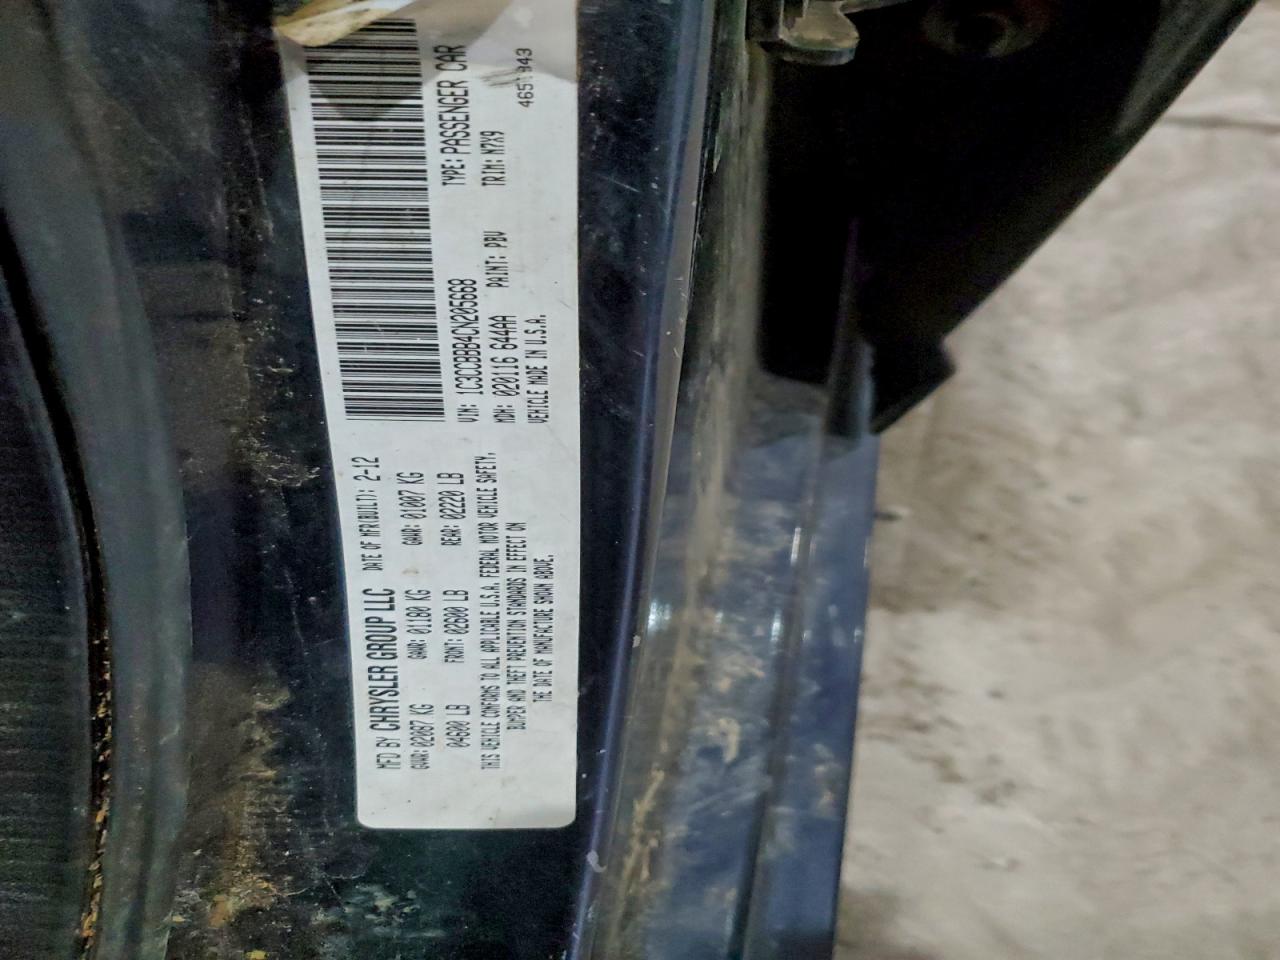 MFD BY CHRYSLER GROUP LLC DATE OF MFR(BUILT): 2-12
GVWR: 02087 KG GAWR: 01180 KG GAWR: 01007 KG
04600 LB FRONT: 02600 LB REAR: 02220 LB
THIS VEHICLE CONFORMS TO ALL APPLICABLE U.S.A. FEDERAL MOTOR VEHICLE SAFETY,
BUMPER AND THEFT PREVENTION STANDARDS IN EFFECT ON
THE DATE OF MANUFACTURE SHOWN ABOVE.
VIN: 1C3CCBBB4CN205668 TYPE: PASSENGER CAR
MDH: 020116 644AA PAINT: PBV TRIM: N7X9
VEHICLE MADE IN U.S.A.